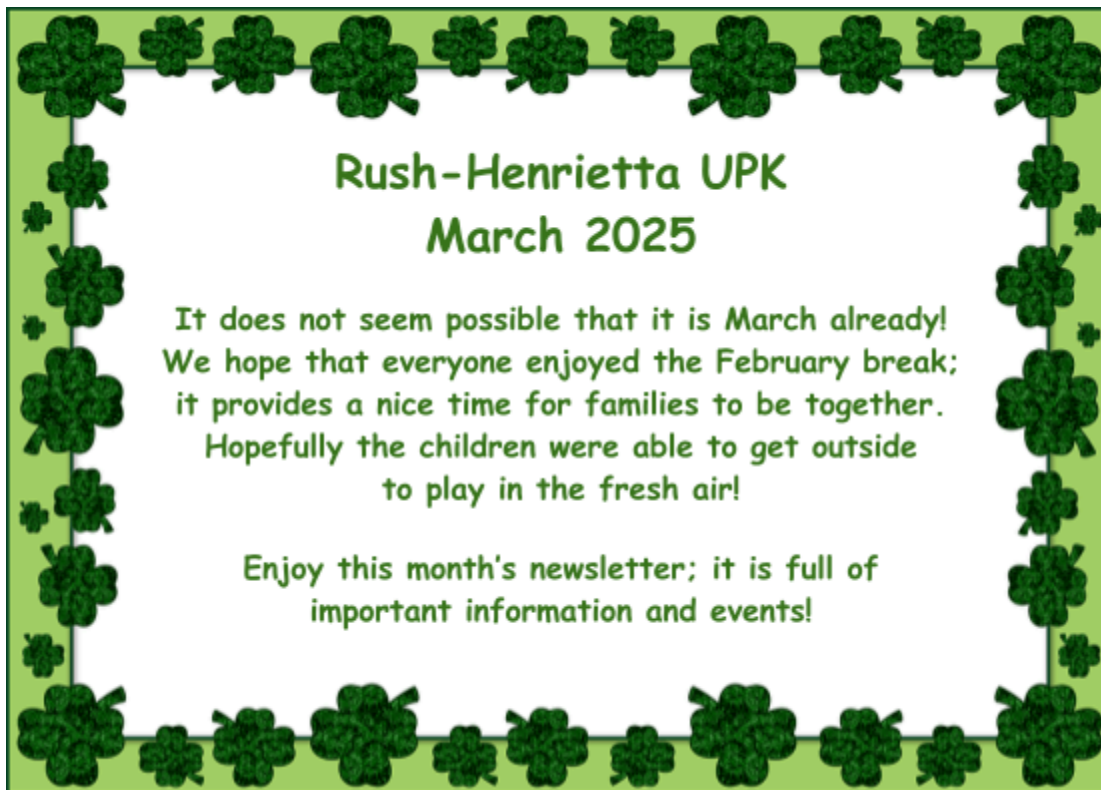 Rush-Henrietta UPK
March 2025
It does not seem possible that it is March already!
We hope that everyone enjoyed the February break;
it provides a nice time for families to be together.
Hopefully the children were able to get outside
to play in the fresh air!
Enjoy this month's newsletter; it is full of
important information and events!